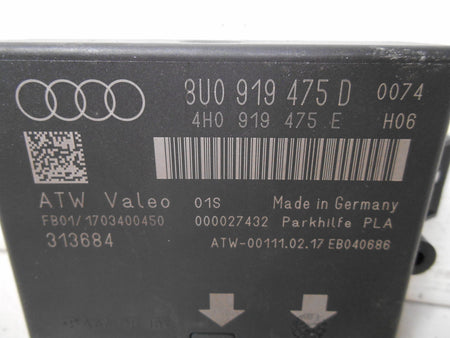 8U0 919 475 D 0074
4H0 919 475 E H06
ATW Valeo 01S Made in Germany
FB01/1703400450 000027432 Parkhilfe PLA
313684 ATW-00111.02.17 EB040686